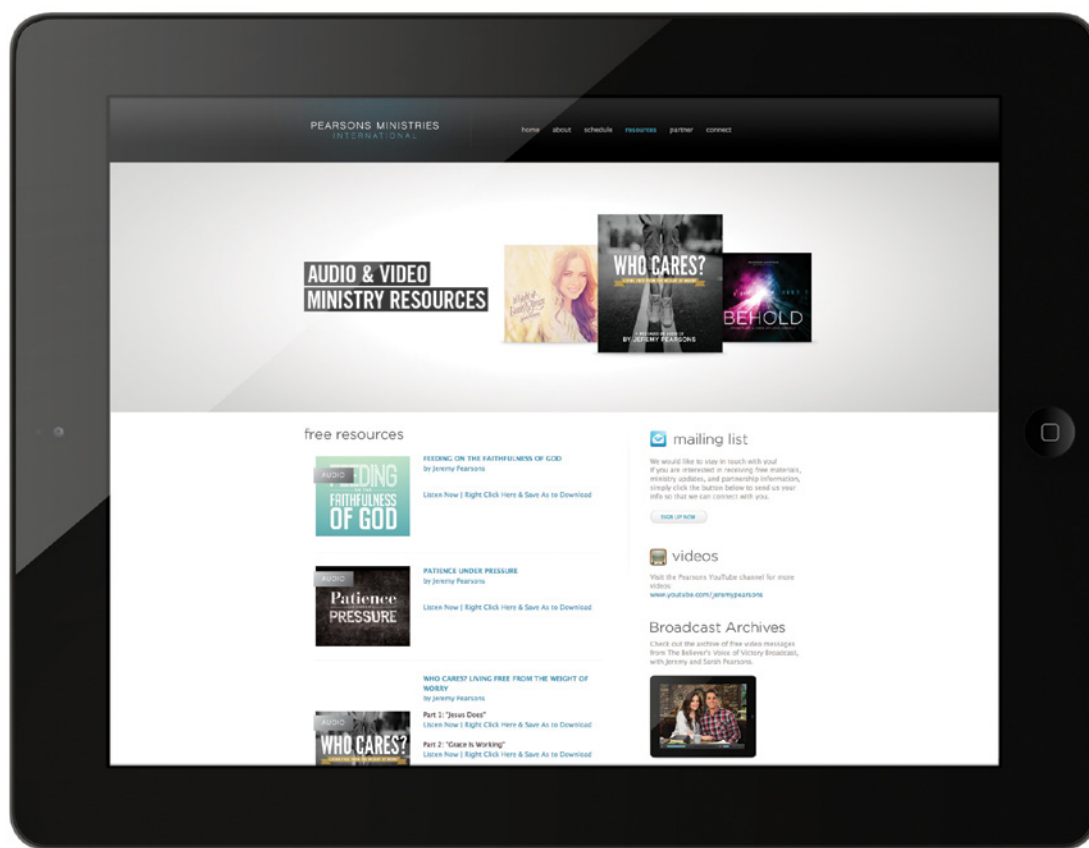 PEARSONS MINISTRIES
INTERNATIONAL
home about schedule resources partner connect
AUDIO & VIDEO
MINISTRY RESOURCES
WHO CARES?
LIVING FREE FROM THE WEIGHT OF WORRY
BY JEREMY PEARSONS
BEHOLD
free resources
AUDIO
FEEDING
FAITHFULNESS
OF GOD
FEEDING ON THE FAITHFULNESS OF GOD
by Jeremy Pearsons
Listen Now | Right Click Here & Save As to Download
AUDIO
Patience
PRESSURE
PATIENCE UNDER PRESSURE
by Jeremy Pearsons
Listen Now | Right Click Here & Save As to Download
AUDIO
WHO CARES?
WHO CARES? LIVING FREE FROM THE WEIGHT OF
WORRY
by Jeremy Pearsons
Part 1: "Jesus Does"
Listen Now | Right Click Here & Save As to Download
Part 2: "Grace Is Working"
Listen Now | Right Click Here & Save As to Download
mailing list
We would like to stay in touch with you!
If you are interested in receiving free materials,
ministry updates, and partnership information,
simply click the button below to send us your
info so that we can connect with you.
SIGN UP NOW
videos
Visit the Pearsons YouTube channel for more
videos:
www.youtube.com/jeremypearsons
Broadcast Archives
Check out the archive of free video messages
from The Believer's Voice of Victory Broadcast,
with Jeremy and Sarah Pearsons.